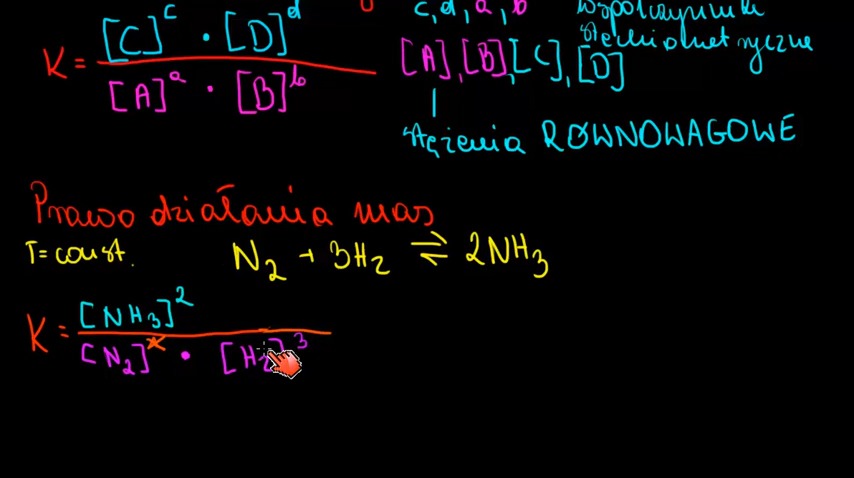 c, d, a, b współczynniki
stechiometryczne
K = [C]^c · [D]^d / [A]^a · [B]^b
[A], [B], [C], [D]
stężenia RÓWNOWAGOWE
Prawo działania mas
T = const. N₂ + 3H₂ ⇌ 2NH₃
K = [NH₃]² / [N₂] · [H₂]³